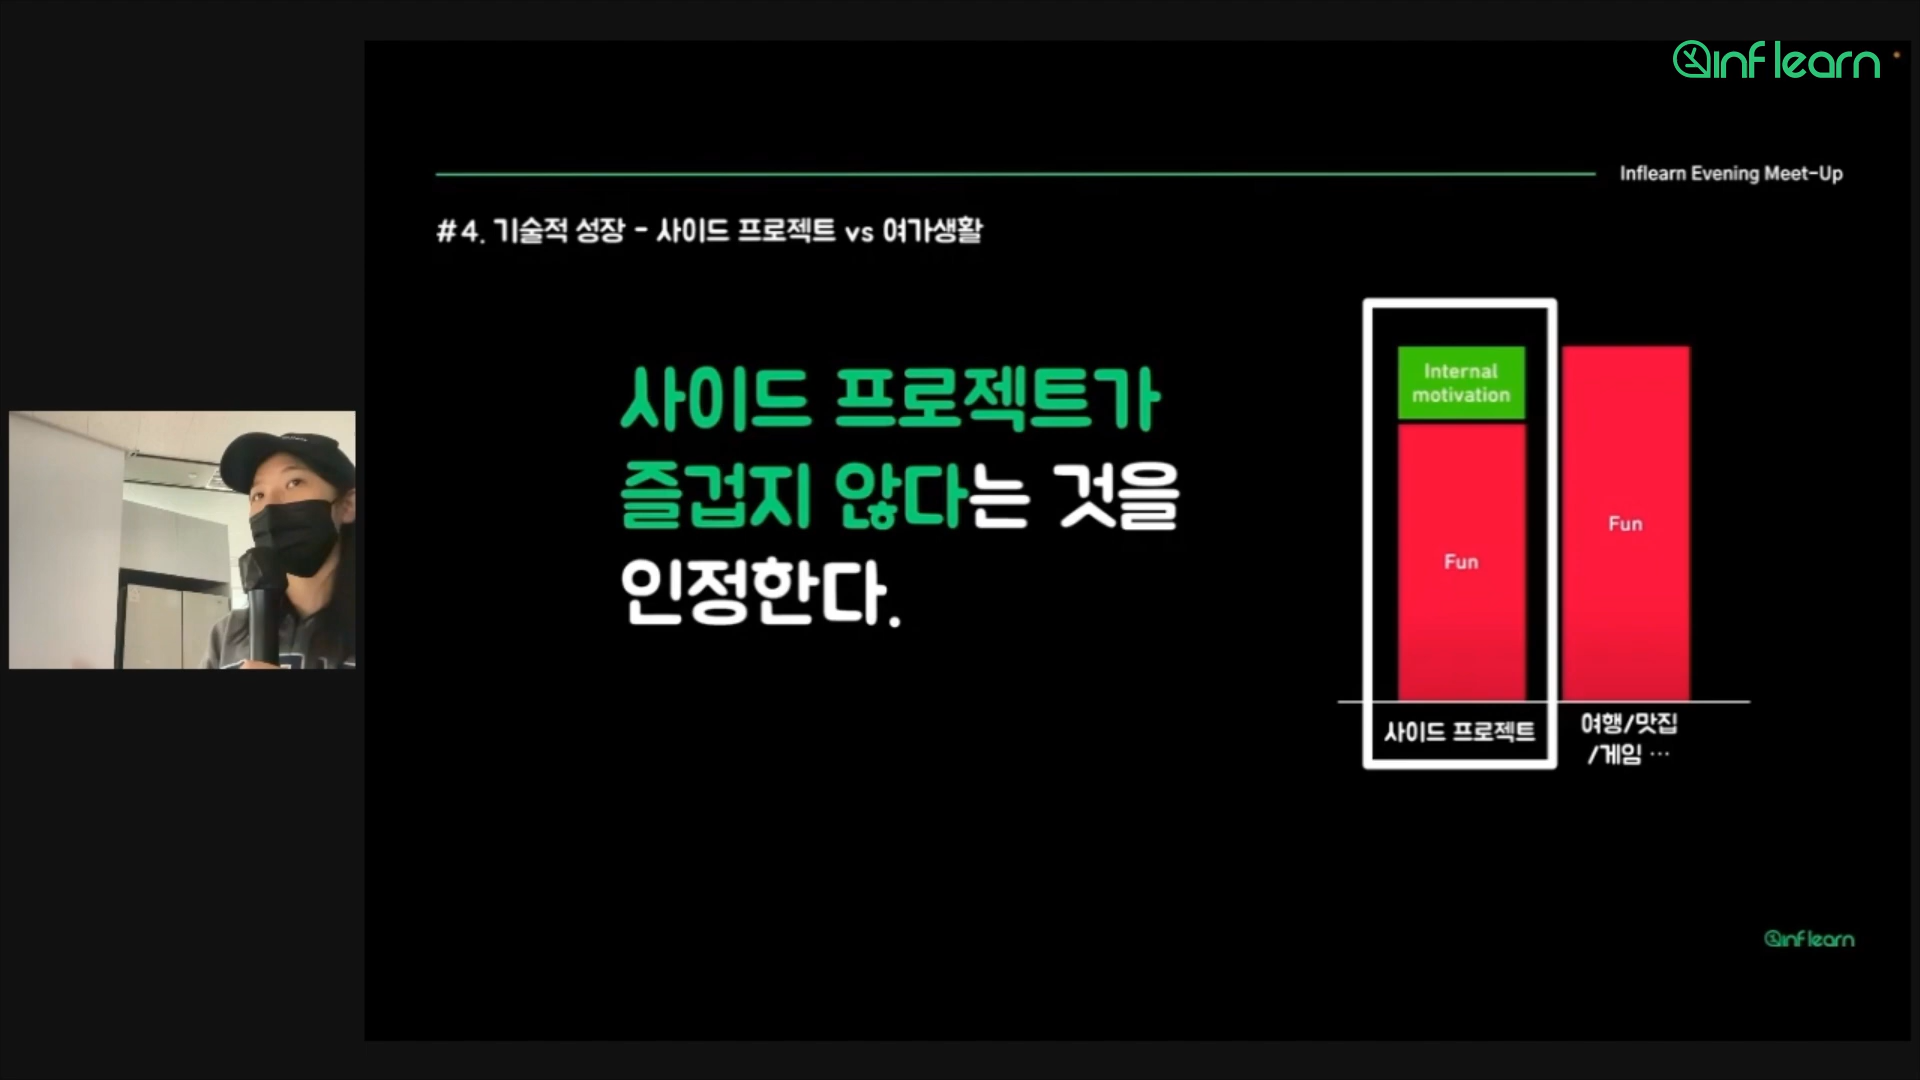 inflearn
Inflearn Evening Meet-Up
#4. 기술적 성장 - 사이드 프로젝트 vs 여가생활
사이드 프로젝트가
즐겁지 않다는 것을
인정한다.
Internal
motivation
Fun
Fun
사이드 프로젝트
여행/맛집
/게임 ...
inflearn